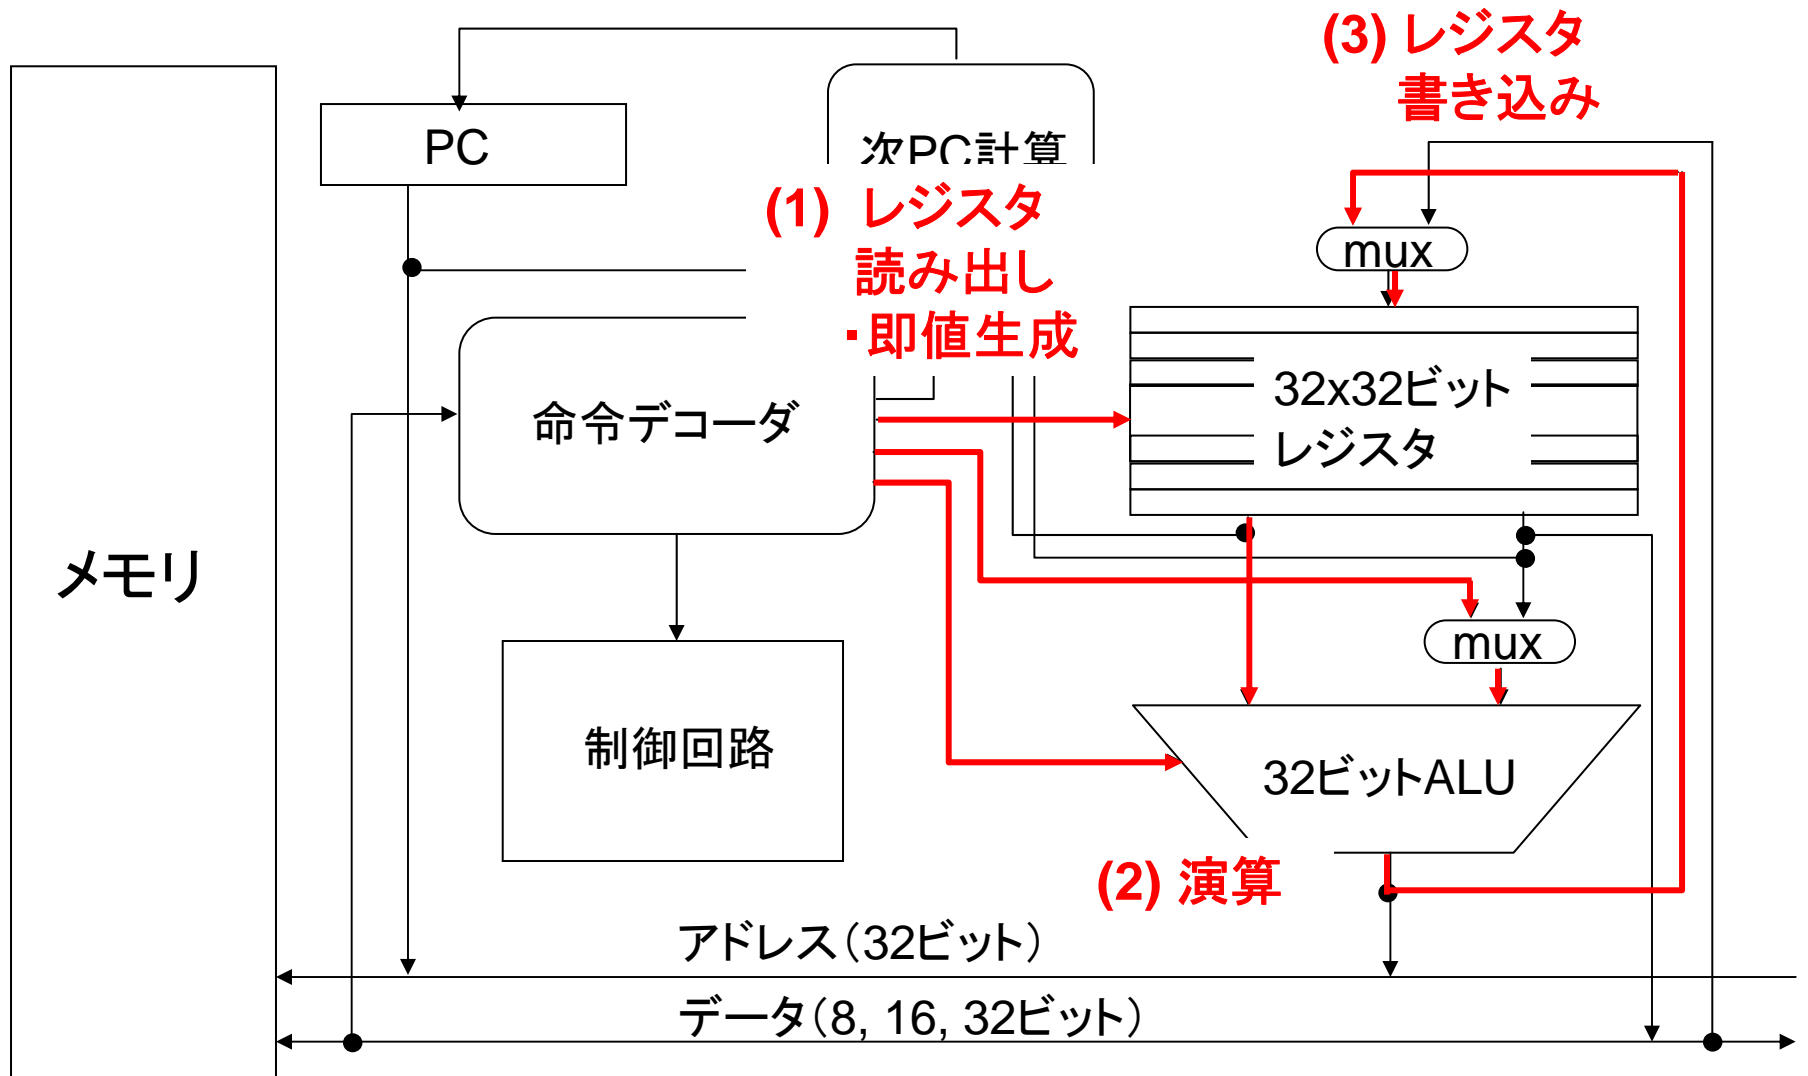 (3) レジスタ
書き込み
PC
次PC計算
(1) レジスタ
読み出し
・即値生成
mux
32x32ビット
レジスタ
命令デコーダ
メモリ
mux
制御回路
32ビットALU
(2) 演算
アドレス(32ビット)
データ(8, 16, 32ビット)